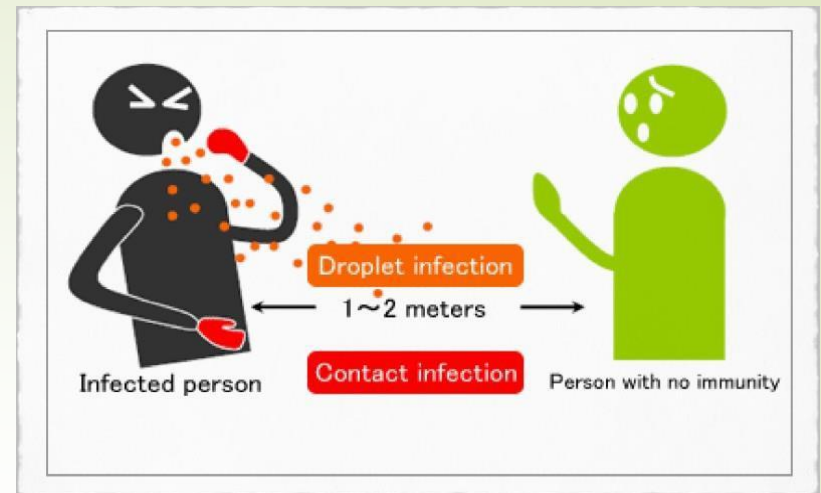 Droplet infection
1～2 meters
Contact infection
Infected person
Person with no immunity